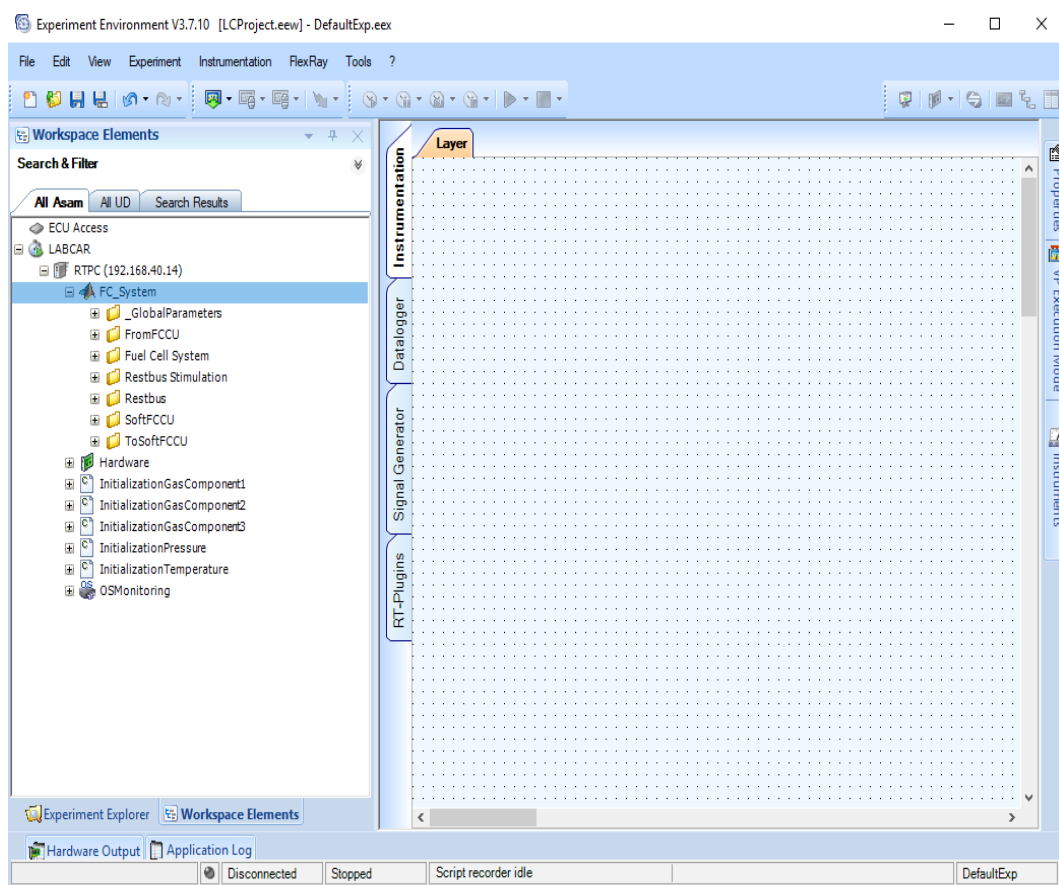 Experiment Environment V3.7.10 [LCProject.eew] - DefaultExp.eex
File Edit View Experiment Instrumentation FlexRay Tools ?
Workspace Elements
Search & Filter
All Asam All UD Search Results
ECU Access
LABCAR
RTPC (192.168.40.14)
FC_System
_GlobalParameters
FromFCCU
Fuel Cell System
Restbus Stimulation
Restbus
SoftFCCU
ToSoftFCCU
Hardware
InitializationGasComponent1
InitializationGasComponent2
InitializationGasComponent3
InitializationPressure
InitializationTemperature
OSMonitoring
Experiment Explorer Workspace Elements
Layer
Instrumentation
Datalogger
Signal Generator
RT-Plugins
Properties
VP Execution Mode
Instruments
Hardware Output Application Log
Disconnected Stopped Script recorder idle DefaultExp